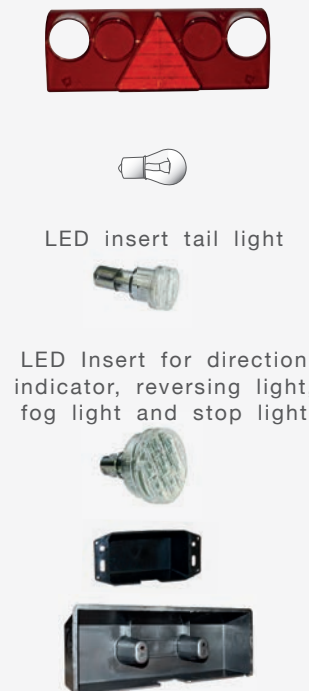 LED insert tail light
LED Insert for direction
indicator, reversing light,
fog light and stop light